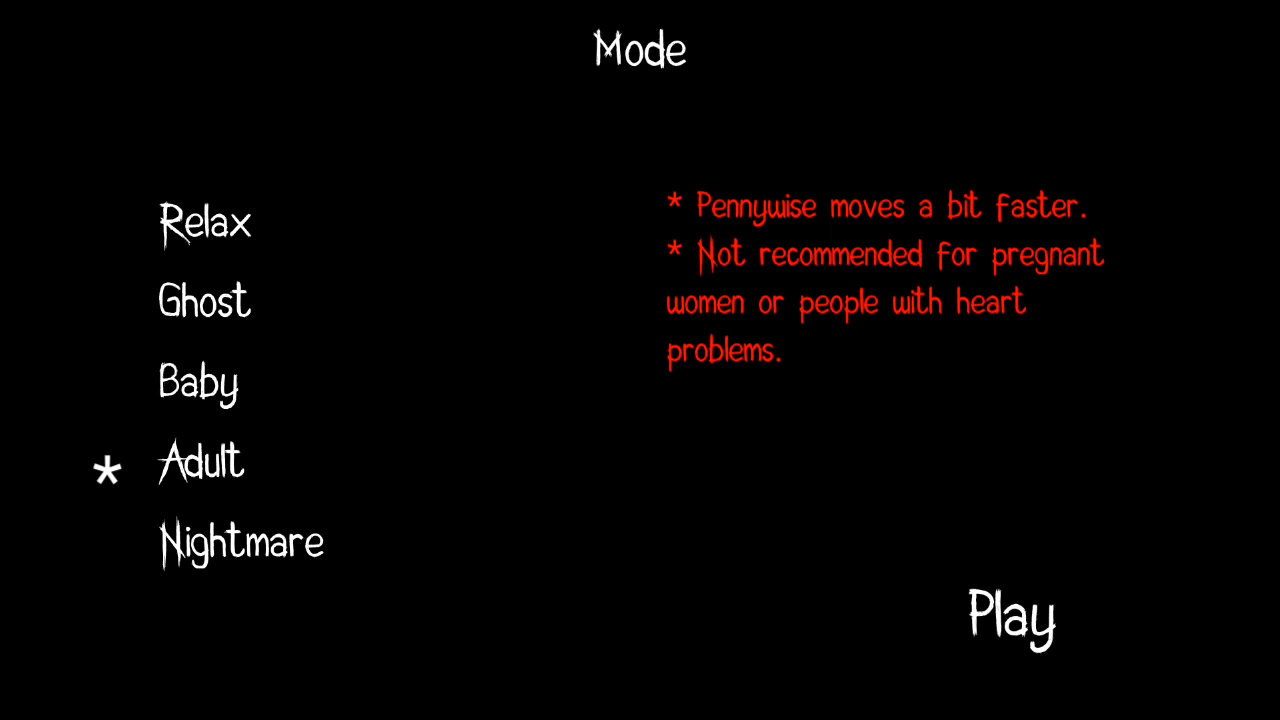 Mode
Relax
Ghost
Baby
* Adult
Nightmare
* Pennywise moves a bit faster.
* Not recommended for pregnant
women or people with heart
problems.
Play